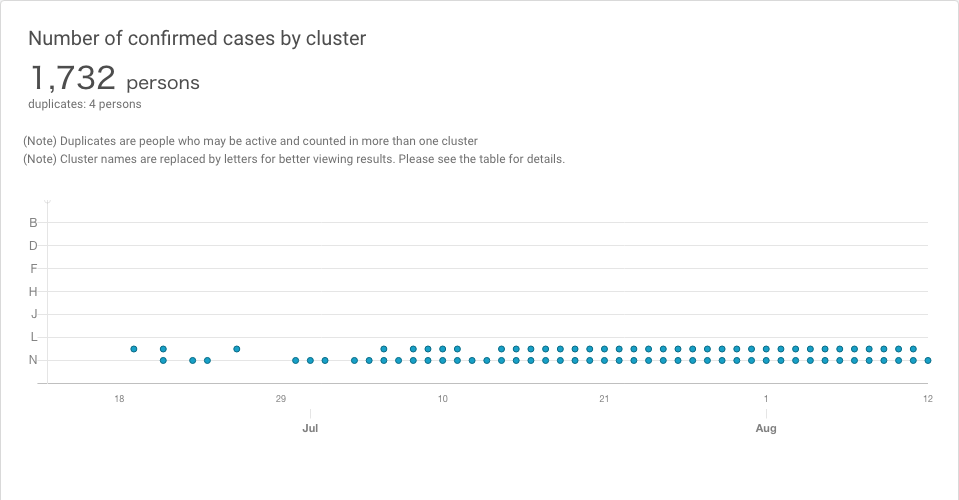 Number of confirmed cases by cluster
1,732 persons
duplicates: 4 persons
(Note) Duplicates are people who may be active and counted in more than one cluster
(Note) Cluster names are replaced by letters for better viewing results. Please see the table for details.
B
D
F
H
J
L
N
18 29 10 21 1 12
Jul Aug